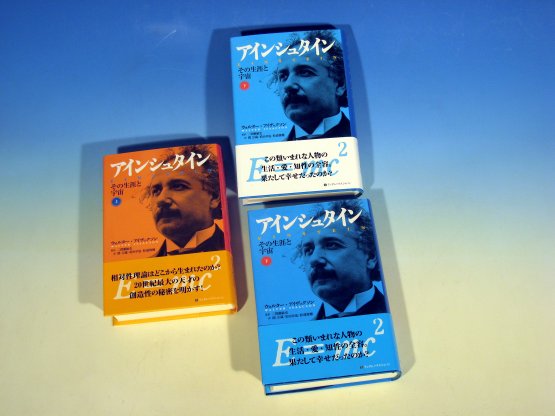 アインシュタイン
その生涯と
宇宙
下
ウォルター・アイザックソン
この類いまれな人物の
生活・愛・知性の全容。
果たして幸せだったのか?
アインシュタイン
その生涯と
宇宙
上
ウォルター・アイザックソン
相対性理論はどこから生まれたのか?
20世紀最大の天才の
創造性の秘密を明かす!
アインシュタイン
その生涯と
宇宙
下
ウォルター・アイザックソン
この類いまれな人物の
生活・愛・知性の全容。
果たして幸せだったのか?